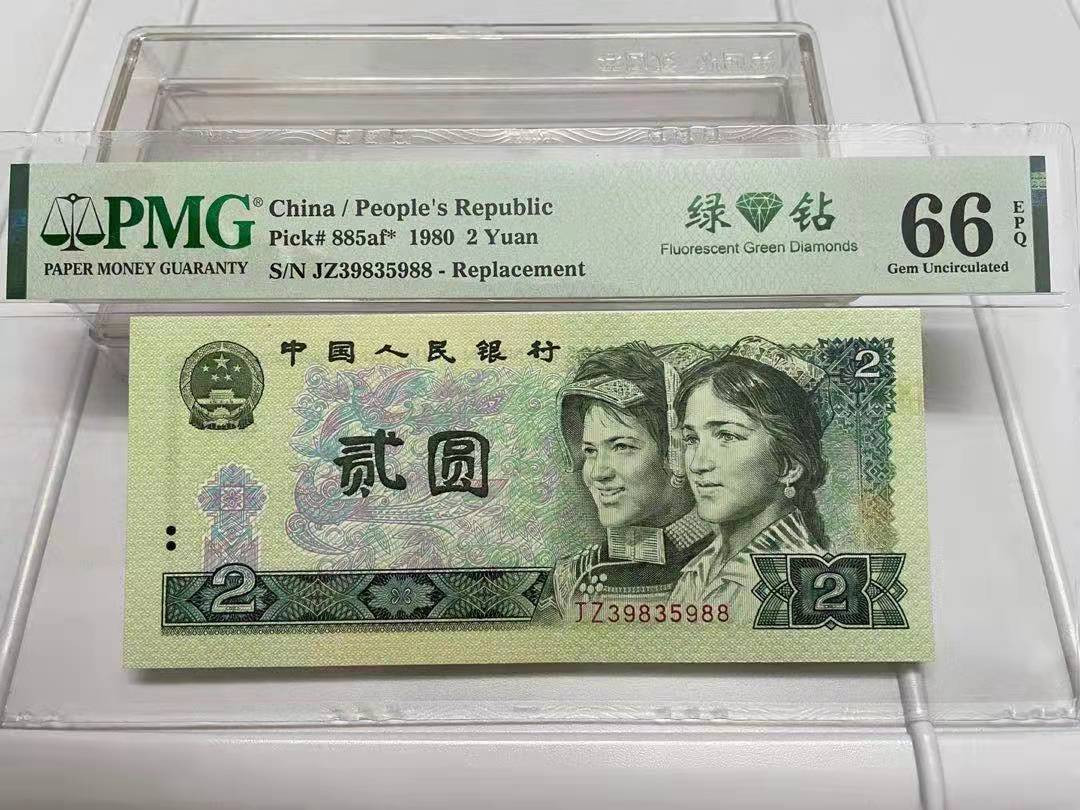 PMG®
PAPER MONEY GUARANTY
China / People's Republic
Pick# 885af* 1980 2 Yuan
S/N JZ39835988 - Replacement
绿 钻
Fluorescent Green Diamonds
66
Gem Uncirculated
EPQ
中国人民银行
2
贰圆
2
JZ39835988
2